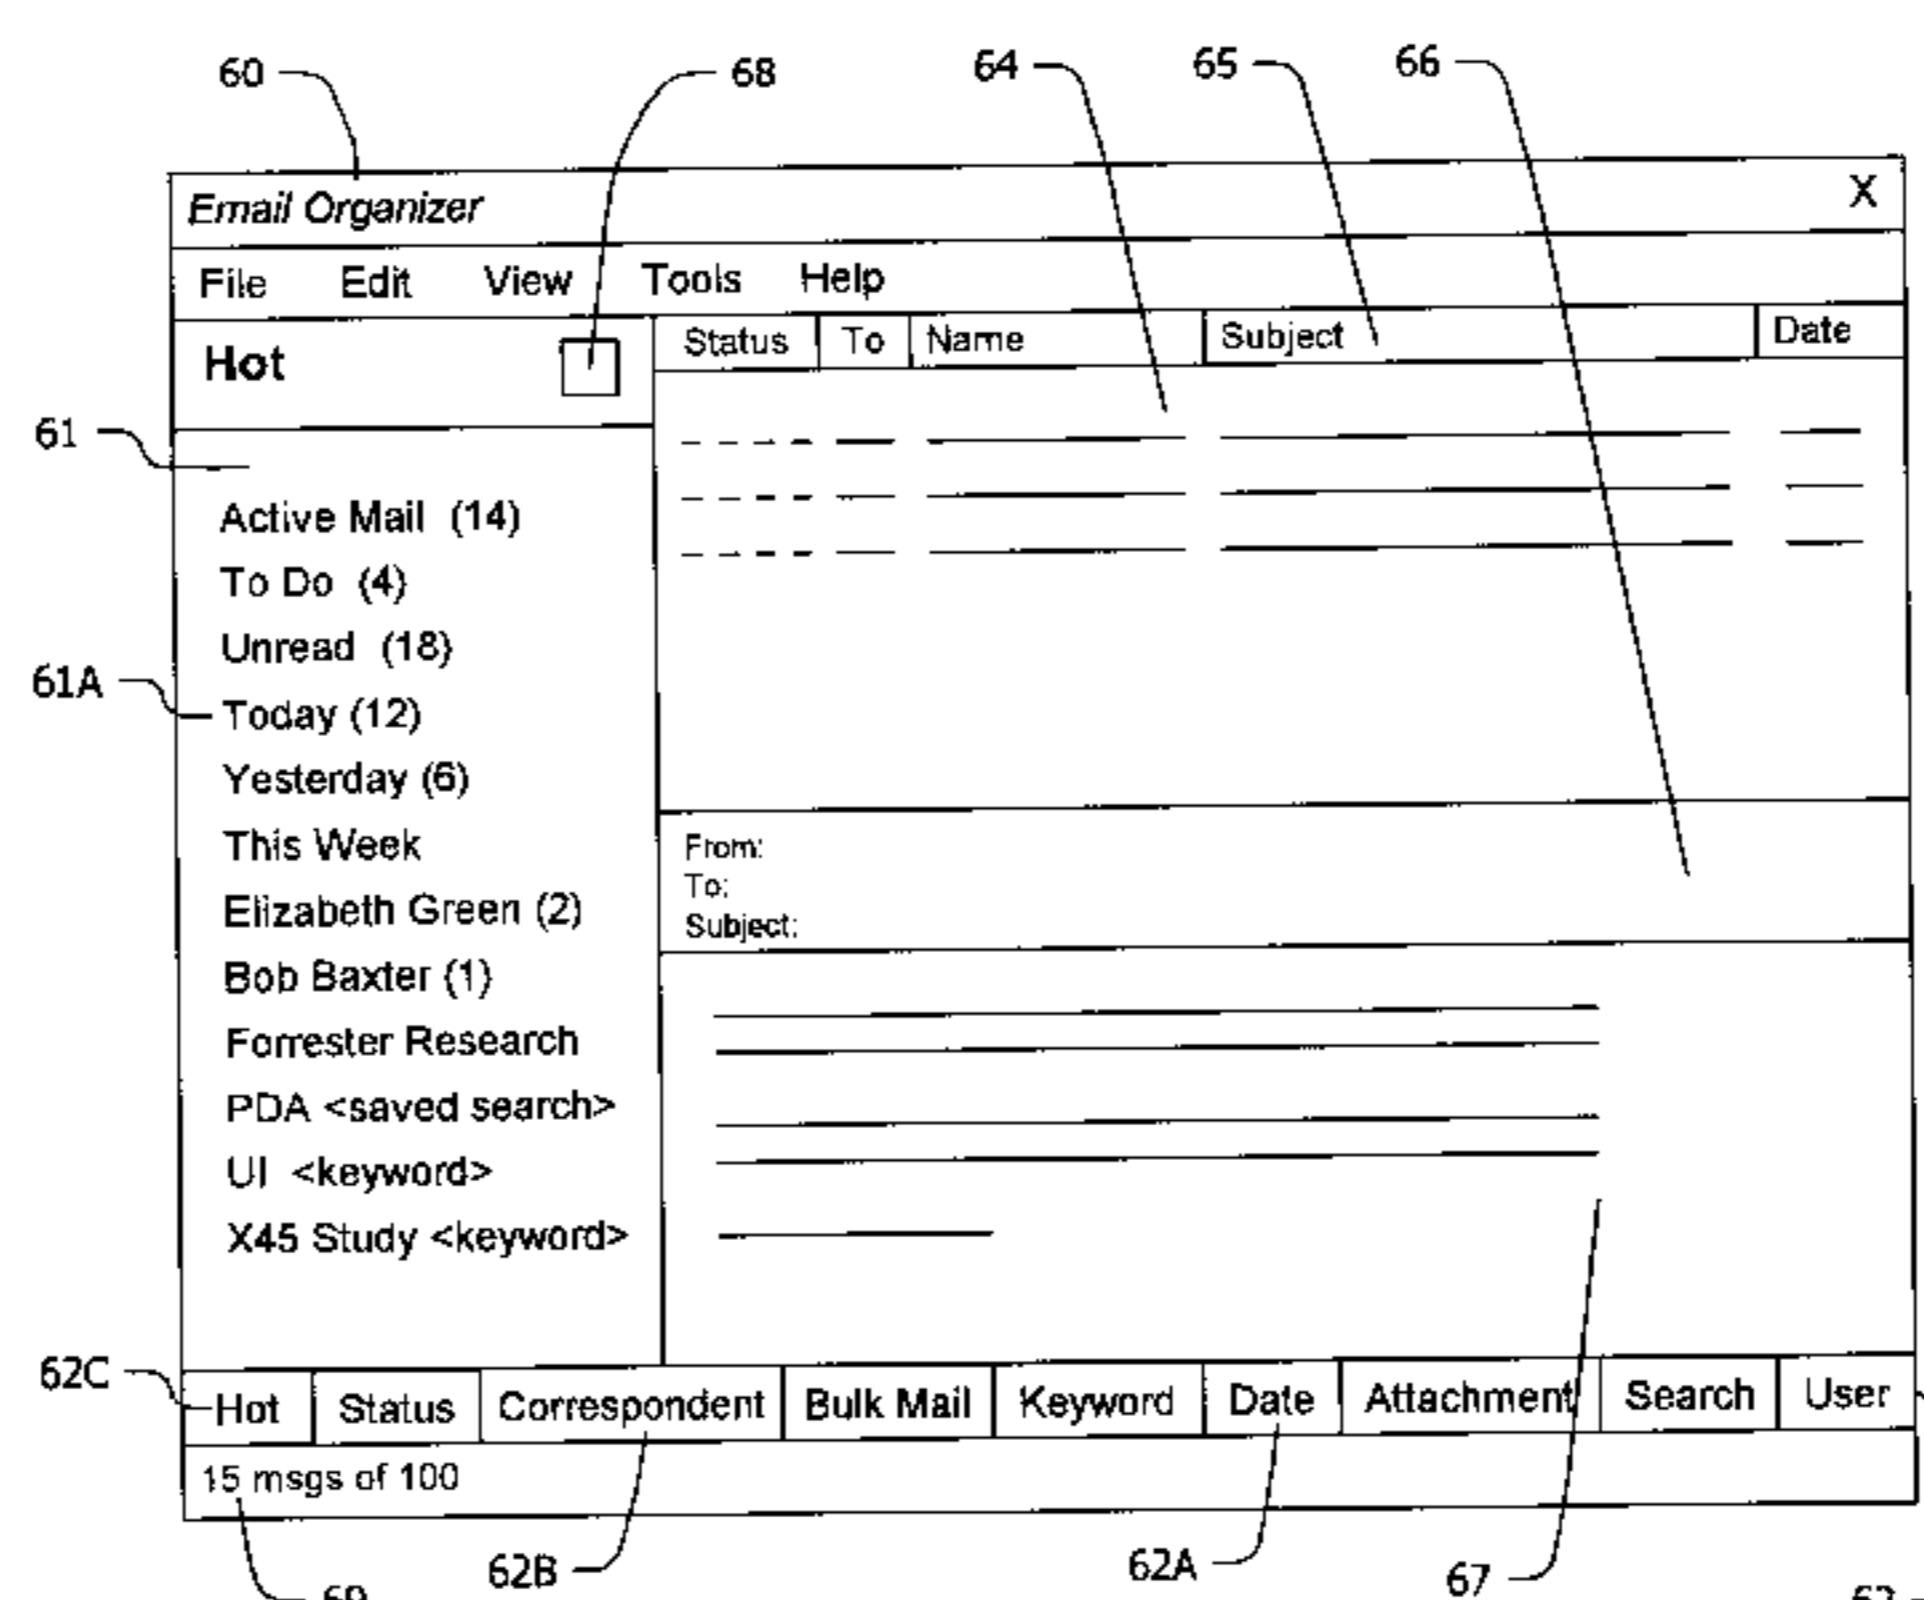 60 68 64 65 66
Email Organizer X
File Edit View Tools Help
Hot Status To Name Subject Date
61
Active Mail (14)
To Do (4)
Unread (18)
61A Today (12)
Yesterday (6)
This Week
Elizabeth Green (2)
Bob Baxter (1)
Forrester Research
PDA <saved search>
UI <keyword>
X45 Study <keyword>
From:
To:
Subject:
62C Hot Status Correspondent Bulk Mail Keyword Date Attachment Search User
15 msgs of 100
62B 62A 67